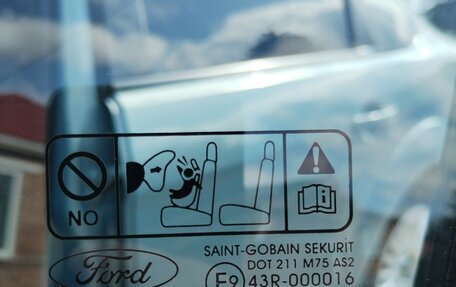 NO
SAINT-GOBAIN SEKURIT
DOT 211 M75 AS2
Ford
E9 43R-000016